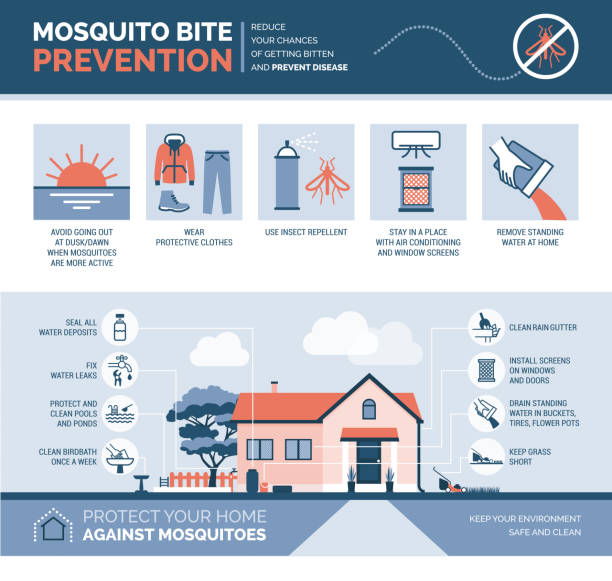 MOSQUITO BITE
PREVENTION
REDUCE
YOUR CHANCES
OF GETTING BITTEN
AND PREVENT DISEASE
AVOID GOING OUT
AT DUSK/DAWN
WHEN MOSQUITOES
ARE MORE ACTIVE
WEAR
PROTECTIVE CLOTHES
USE INSECT REPELLENT
STAY IN A PLACE
WITH AIR CONDITIONING
AND WINDOW SCREENS
REMOVE STANDING
WATER AT HOME
SEAL ALL
WATER DEPOSITS
FIX
WATER LEAKS
PROTECT AND
CLEAN POOLS
AND PONDS
CLEAN BIRDBATH
ONCE A WEEK
CLEAN RAIN GUTTER
INSTALL SCREENS
ON WINDOWS
AND DOORS
DRAIN STANDING
WATER IN BUCKETS,
TIRES, FLOWER POTS
KEEP GRASS
SHORT
PROTECT YOUR HOME
AGAINST MOSQUITOES
KEEP YOUR ENVIRONMENT
SAFE AND CLEAN